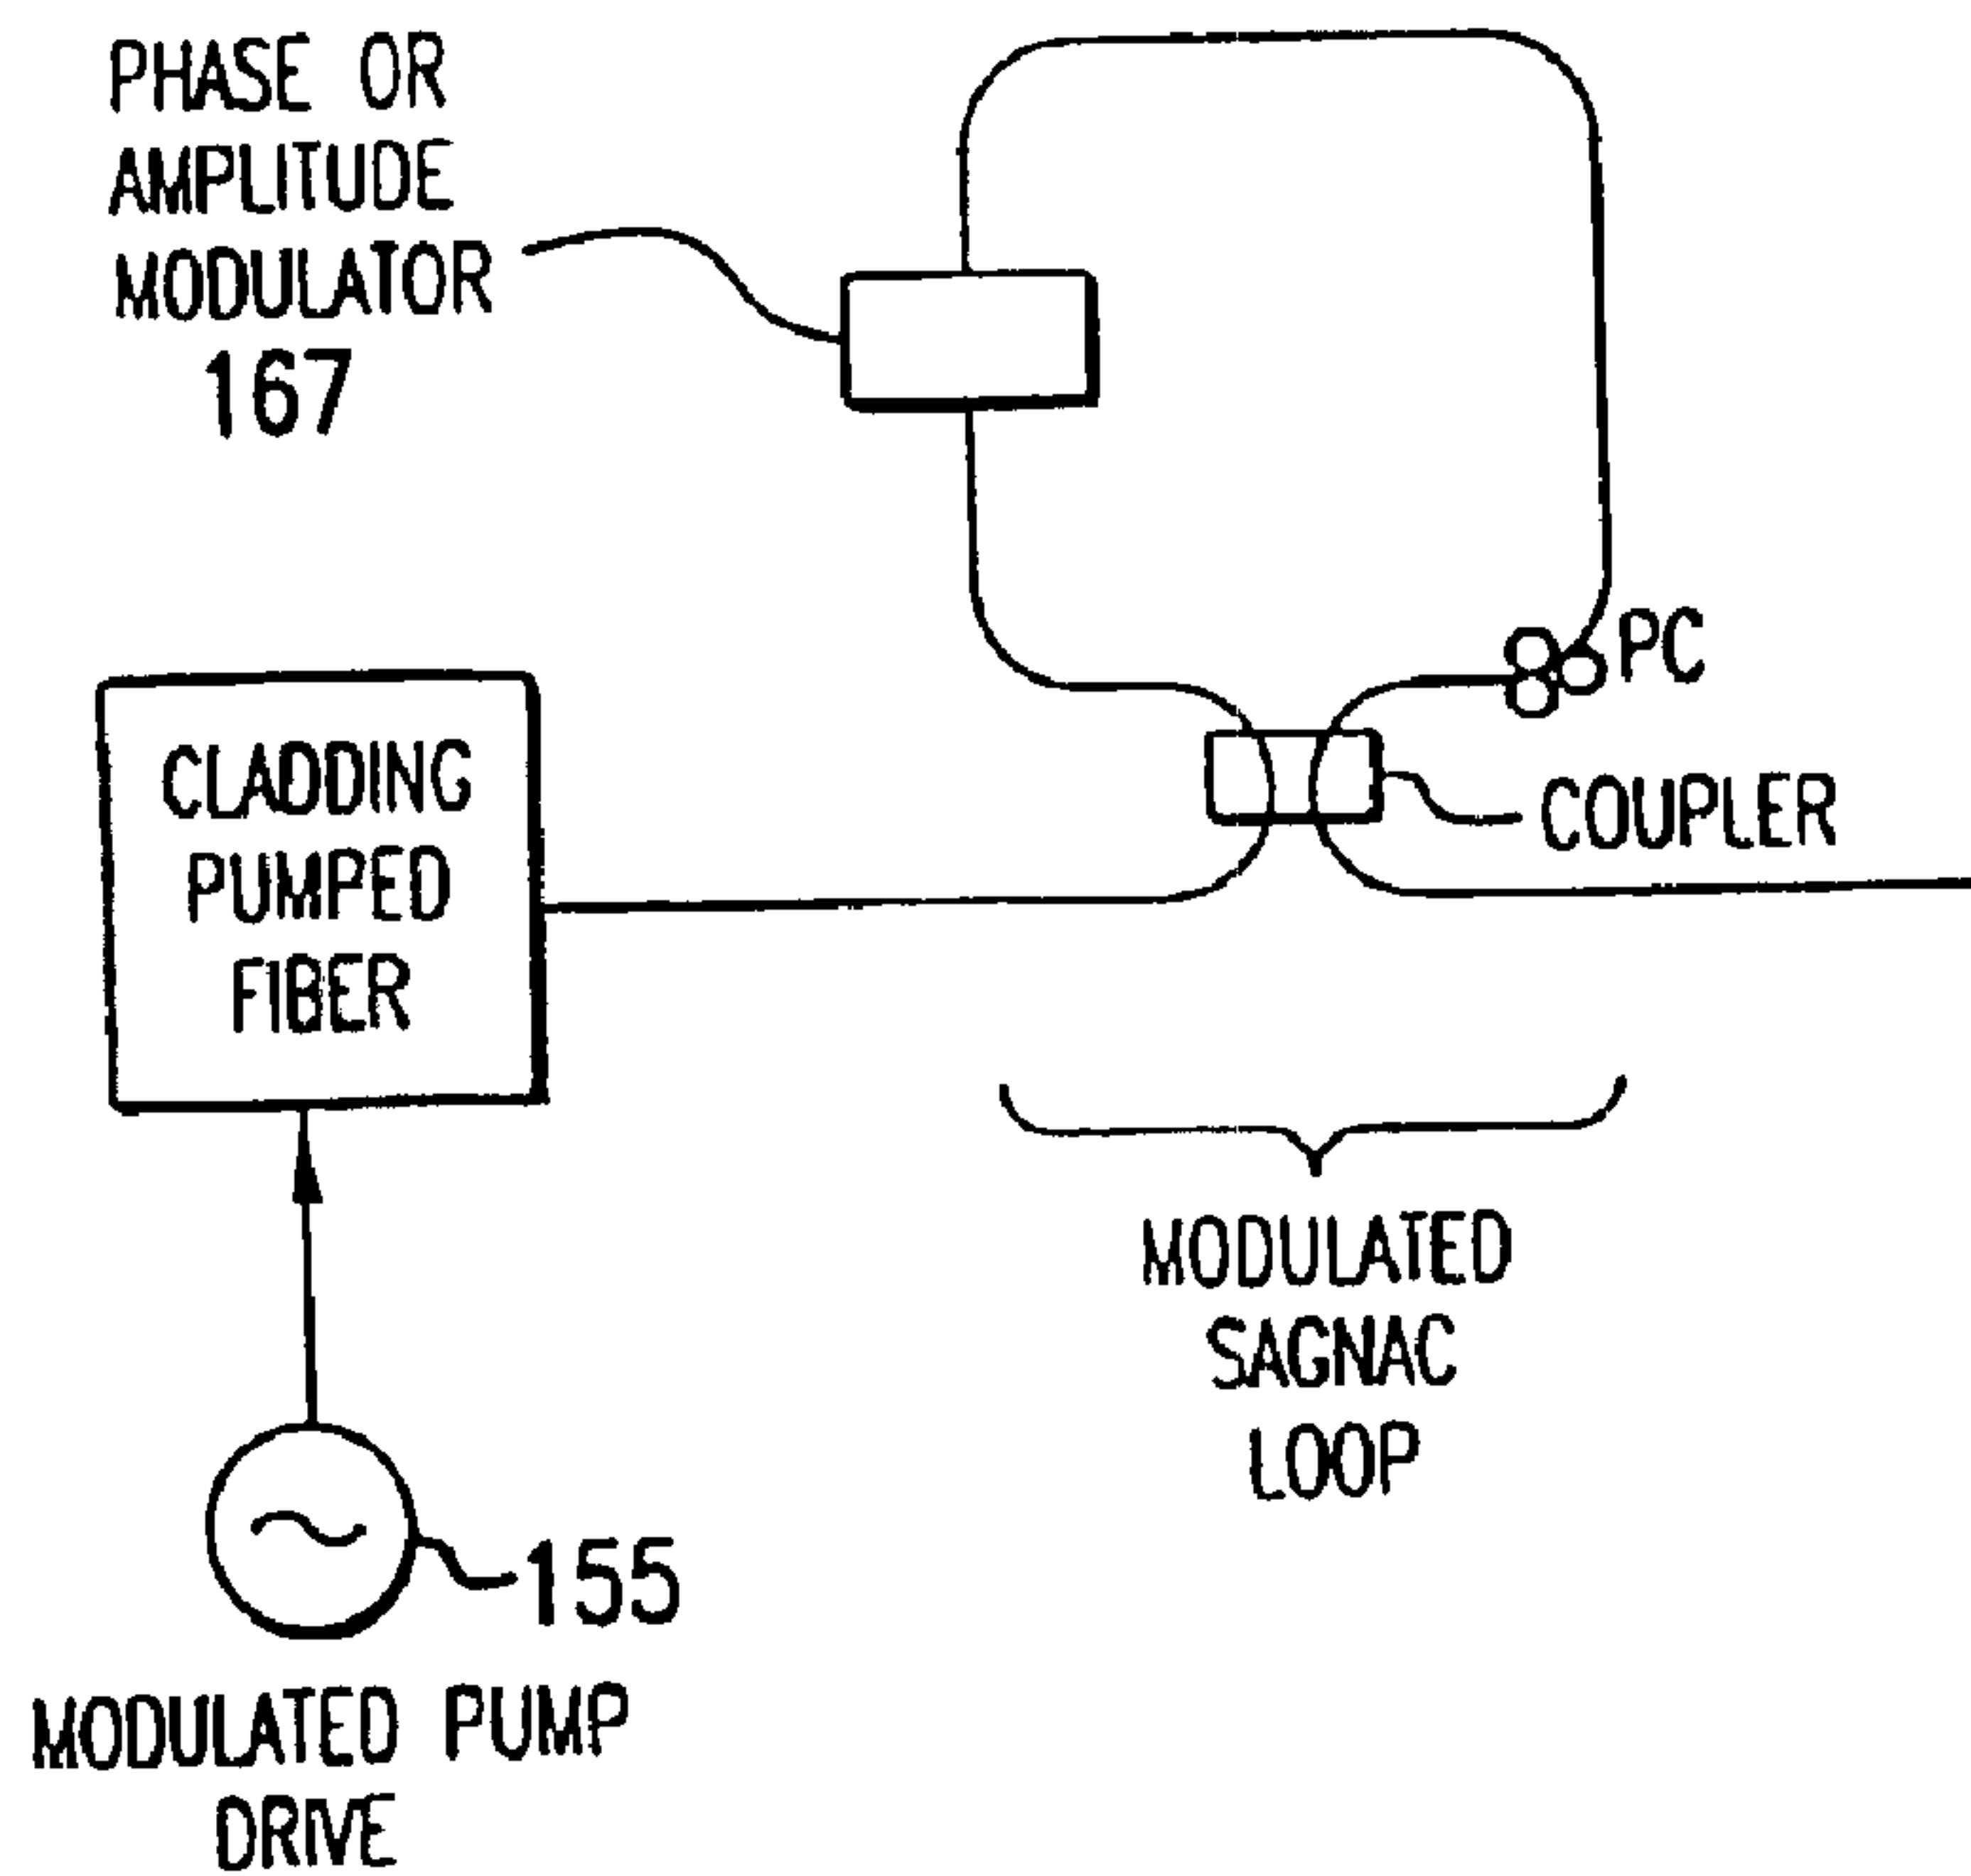 PHASE OR
AMPLITUDE
MODULATOR
167
PC
COUPLER
CLADDING
PUMPED
FIBER
MODULATED
SAGNAC
LOOP
155
MODULATED PUMP
DRIVE